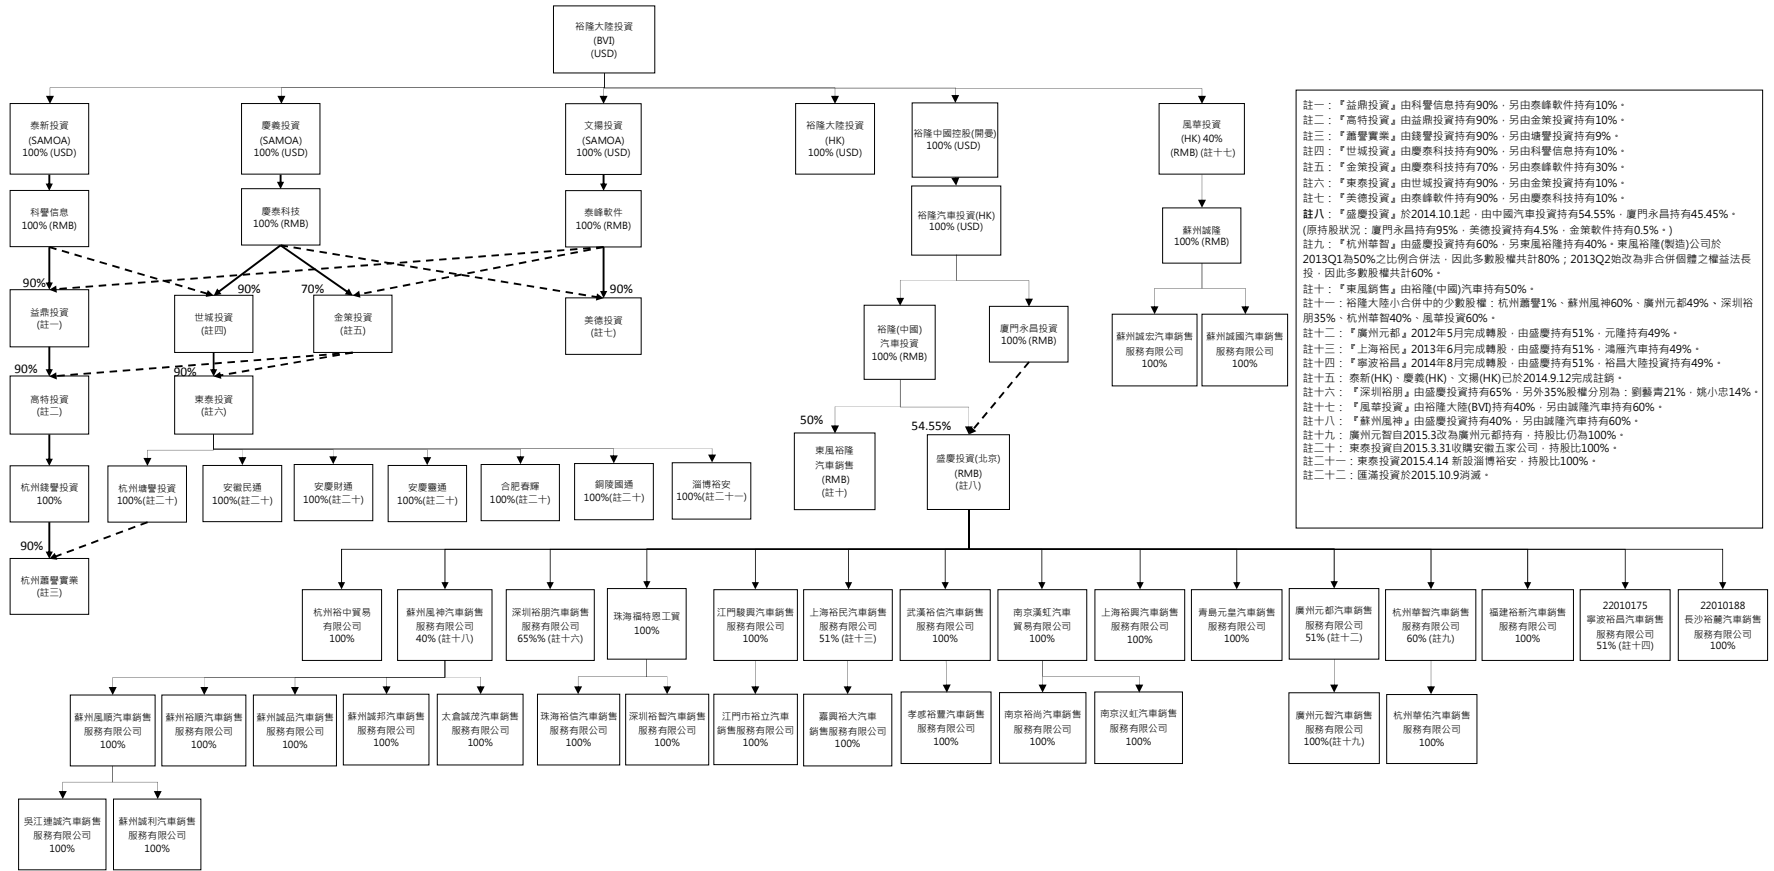 裕隆大陸投資
(BVI)
(USD)
泰新投資
(SAMOA)
100% (USD)
慶義投資
(SAMOA)
100% (USD)
文揚投資
(SAMOA)
100% (USD)
裕隆大陸投資
(HK)
100% (USD)
裕隆中國控股(開曼)
100% (USD)
風華投資
(HK) 40%
(RMB) (註十七)
科譽信息
100% (RMB)
慶泰科技
100% (RMB)
泰峰軟件
100% (RMB)
裕隆汽車投資(HK)
100% (USD)
蘇州誠隆
100% (RMB)
90%
90%
70%
90%
益鼎投資
(註一)
世城投資
(註四)
金策投資
(註五)
美德投資
(註七)
裕隆(中國)
汽車投資
100% (RMB)
廈門永昌投資
100% (RMB)
蘇州誠宏汽車銷售
服務有限公司
100%
蘇州誠國汽車銷售
服務有限公司
100%
90%
90%
高特投資
(註二)
東泰投資
(註六)
50%
54.55%
東風裕隆
汽車銷售
(RMB)
(註十)
盛慶投資(北京)
(RMB)
(註八)
杭州錢譽投資
100%
杭州塘譽投資
100%(註二十)
安徽民通
100%(註二十)
安慶財通
100%(註二十)
安慶靈通
100%(註二十)
合肥春輝
100%(註二十)
銅陵國通
100%(註二十)
淄博裕安
100%(註二十一)
90%
杭州蕭譽實業
(註三)
杭州裕中貿易
有限公司
100%
蘇州風神汽車銷售
服務有限公司
40% (註十八)
深圳裕朋汽車銷售
服務有限公司
65%% (註十六)
珠海福特恩工貿
100%
江門駿興汽車銷售
服務有限公司
100%
上海裕民汽車銷售
服務有限公司
51% (註十三)
武漢裕信汽車銷售
服務有限公司
100%
南京漢虹汽車
貿易有限公司
100%
上海裕興汽車銷售
服務有限公司
100%
青島元皇汽車銷售
服務有限公司
100%
廣州元都汽車銷售
服務有限公司
51% (註十二)
杭州華智汽車銷售
服務有限公司
60% (註九)
福建裕新汽車銷售
服務有限公司
100%
22010175
寧波裕昌汽車銷售
服務有限公司
51% (註十四)
22010188
長沙裕麓汽車銷售
服務有限公司
100%
蘇州風順汽車銷售
服務有限公司
100%
蘇州裕順汽車銷售
服務有限公司
100%
蘇州誠品汽車銷售
服務有限公司
100%
蘇州誠邦汽車銷售
服務有限公司
100%
太倉誠茂汽車銷售
服務有限公司
100%
珠海裕信汽車銷售
服務有限公司
100%
深圳裕智汽車銷售
服務有限公司
100%
江門市裕立汽車
銷售服務有限公司
100%
嘉興裕大汽車
銷售服務有限公司
100%
孝感裕豐汽車銷售
服務有限公司
100%
南京裕尚汽車銷售
服務有限公司
100%
南京汉虹汽車銷售
服務有限公司
100%
廣州元智汽車銷售
服務有限公司
100%(註十九)
杭州華佑汽車銷售
服務有限公司
100%
吳江連誠汽車銷售
服務有限公司
100%
蘇州誠利汽車銷售
服務有限公司
100%
註一：『益鼎投資』由科譽信息持有90%，另由泰峰軟件持有10%。
註二：『高特投資』由益鼎投資持有90%，另由金策投資持有10%。
註三：『蕭譽實業』由錢譽投資持有90%，另由塘譽投資持有9%。
註四：『世城投資』由慶泰科技持有90%，另由科譽信息持有10%。
註五：『金策投資』由慶泰科技持有70%，另由泰峰軟件持有30%
註六：『東泰投資』由世城投資持有90%，另由金策投資持有10%。
註七：『美德投資』由泰峰軟件持有90%，另由慶泰科技持有10%。
註八：『盛慶投資』於2014.10.1起，由中國汽車投資持有54.55%，廈門永昌持有45.45%。
(原持股狀況：廈門永昌持有95%，美德投資持有4.5%，金策軟件持有0.5%。)
註九：『杭州華智』由盛慶投資持有60%，另東風裕隆持有40%。東風裕隆(製造)公司於
2013Q1為50%之比例合併法，因此多數股權共計80%；2013Q2始改為非合併個體之權益法長
投，因此多數股權共計60%。
註十：『東風銷售』由裕隆(中國)汽車持有50%。
註十一：裕隆大陸小合併中的少數股權：杭州蕭譽1%、蘇州風神60%、廣州元都49%、深圳裕
朋35%、杭州華智40%、風華投資60%。
註十二：『廣州元都』2012年5月完成轉股，由盛慶持有51%，元隆持有49%。
註十三：『上海裕民』2013年6月完成轉股，由盛慶持有51%，鴻雁汽車持有49%。
註十四：『寧波裕昌』2014年8月完成轉股，由盛慶持有51%，裕昌大陸投資持有49%。
註十五： 泰新(HK)、慶義(HK)、文揚(HK)已於2014.9.12完成註銷。
註十六：『深圳裕朋』由盛慶投資持有65%，另外35%股權分別為：劉藝青21%，姚小忠14%。
註十七：『風華投資』由裕隆大陸(BVI)持有40%，另由誠隆汽車持有60%。
註十八：『蘇州風神』由盛慶投資持有40%，另由誠隆汽車持有60%。
註十九： 廣州元智自2015.3改為廣州元都持有，持股比仍為100%。
註二十： 東泰投資自2015.3.31收購安徽五家公司，持股比100%。
註二十一：東泰投資2015.4.14 新設淄博裕安，持股比100%。
註二十二：匯滿投資於2015.10.9消滅。